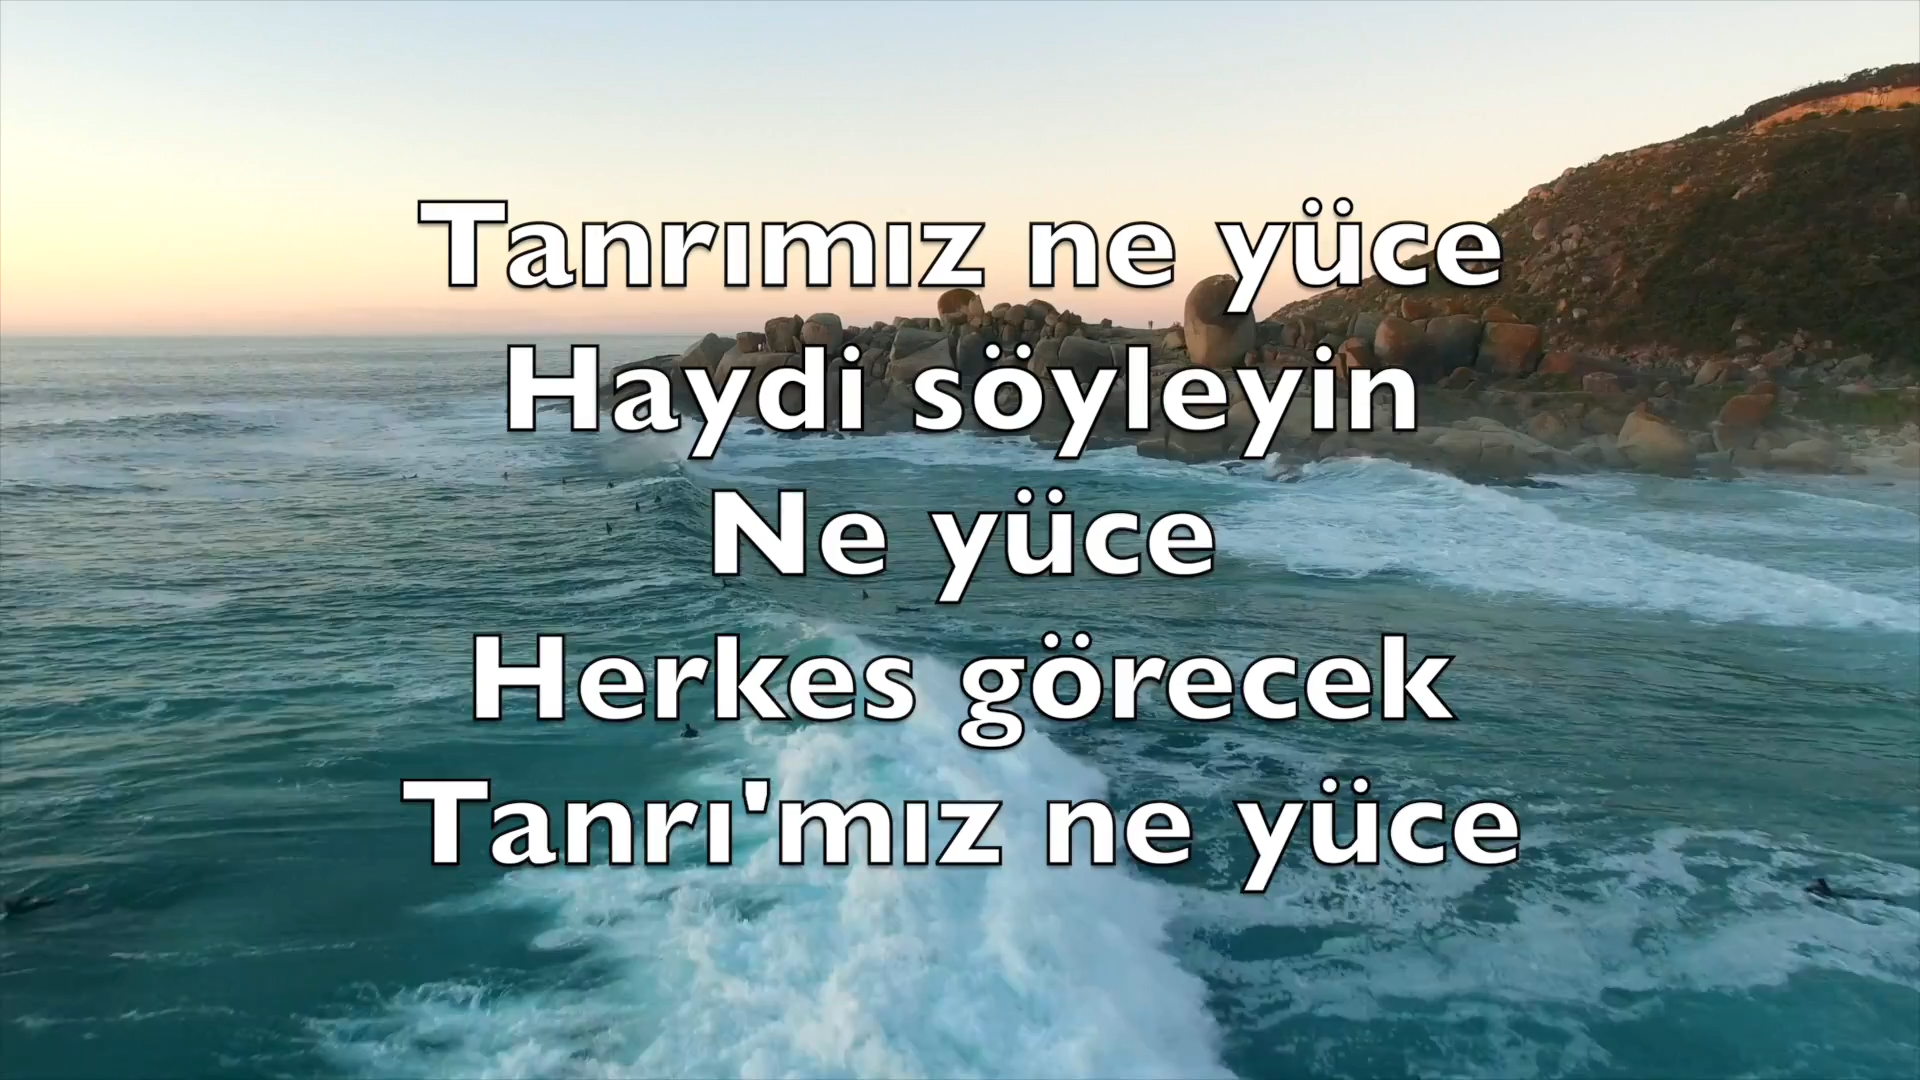 Tanrımız ne yüce
Haydi söyleyin
Ne yüce
Herkes görecek
Tanrı'mız ne yüce